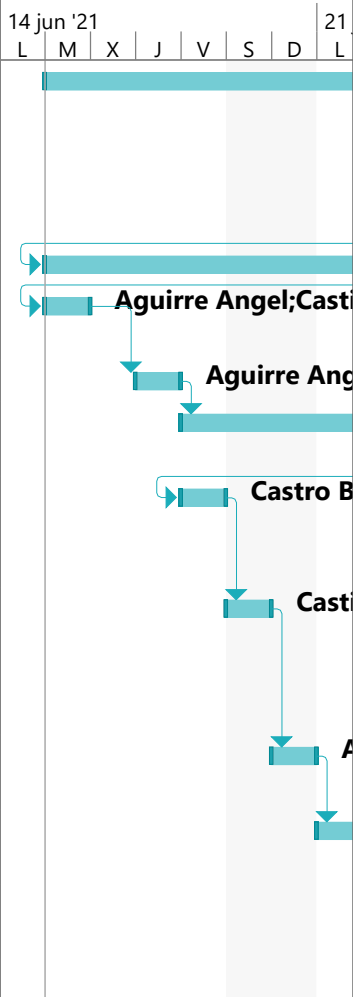 14 jun '21 21
L M X J V S D L
Aguirre Angel;Casti
Aguirre Ang
Castro B
Casti
A